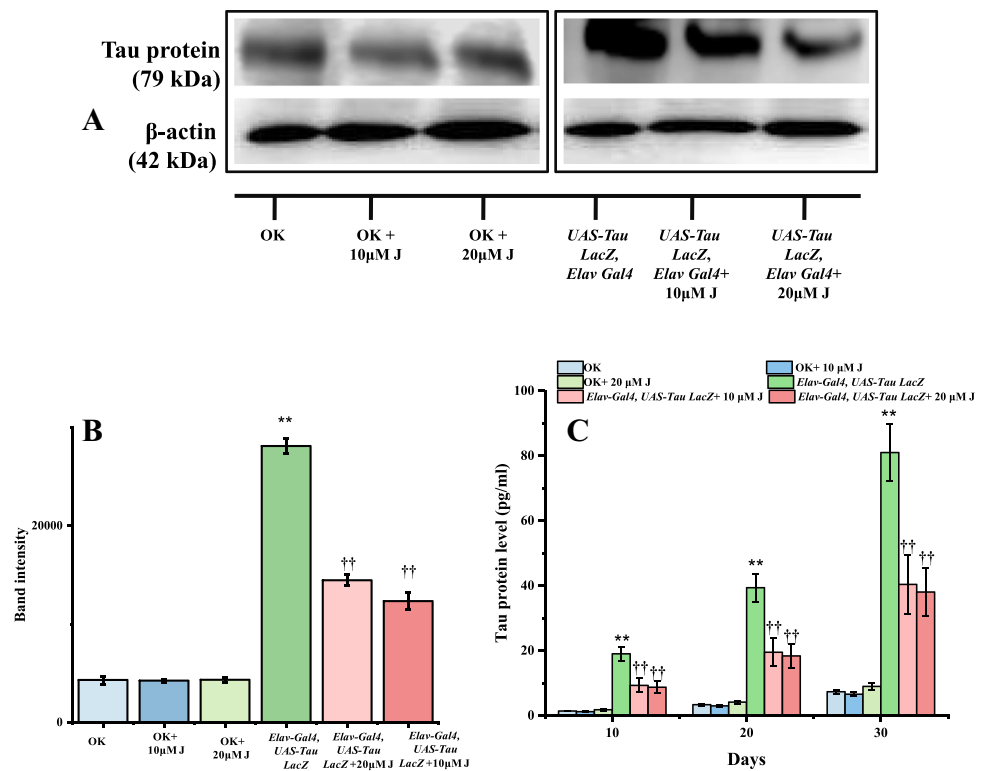 Tau protein
(79 kDa)
A
β-actin
(42 kDa)
OK
OK +
10μM J
OK +
20μM J
UAS-Tau
LacZ,
Elav Gal4
UAS-Tau
LacZ,
Elav Gal4+
10μM J
UAS-Tau
LacZ,
Elav Gal4+
20μM J
B
Band intensity
20000
0
**
††
††
OK
OK+
10μM J
OK+
20μM J
Elav-Gal4,
UAS-Tau
LacZ
Elav-Gal4,
UAS-Tau
LacZ+20μM J
Elav-Gal4,
UAS-Tau
LacZ+10μM J
OK
OK+ 10 μM J
OK+ 20 μM J
Elav-Gal4, UAS-Tau LacZ
Elav-Gal4, UAS-Tau LacZ+ 10 μM J
Elav-Gal4, UAS-Tau LacZ+ 20 μM J
C
Tau protein level (pg/ml)
100
80
60
40
20
0
**
††
††
**
††
††
**
††
††
10
20
30
Days